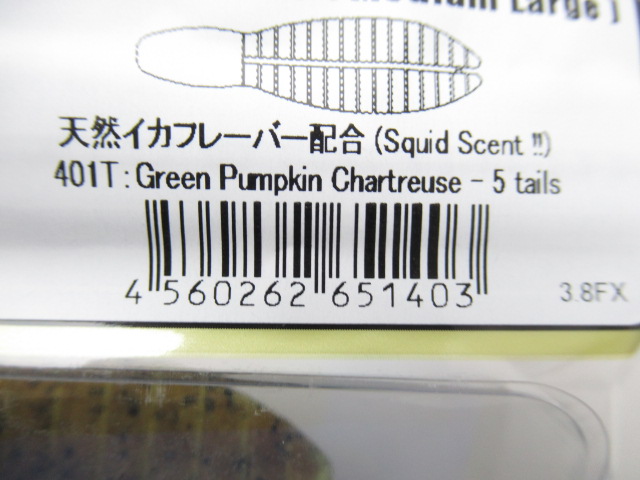 Large ]
天然イカフレーバー配合 (Squid Scent !!)
401T : Green Pumpkin Chartreuse - 5 tails
4 560262 651403
3.8FX